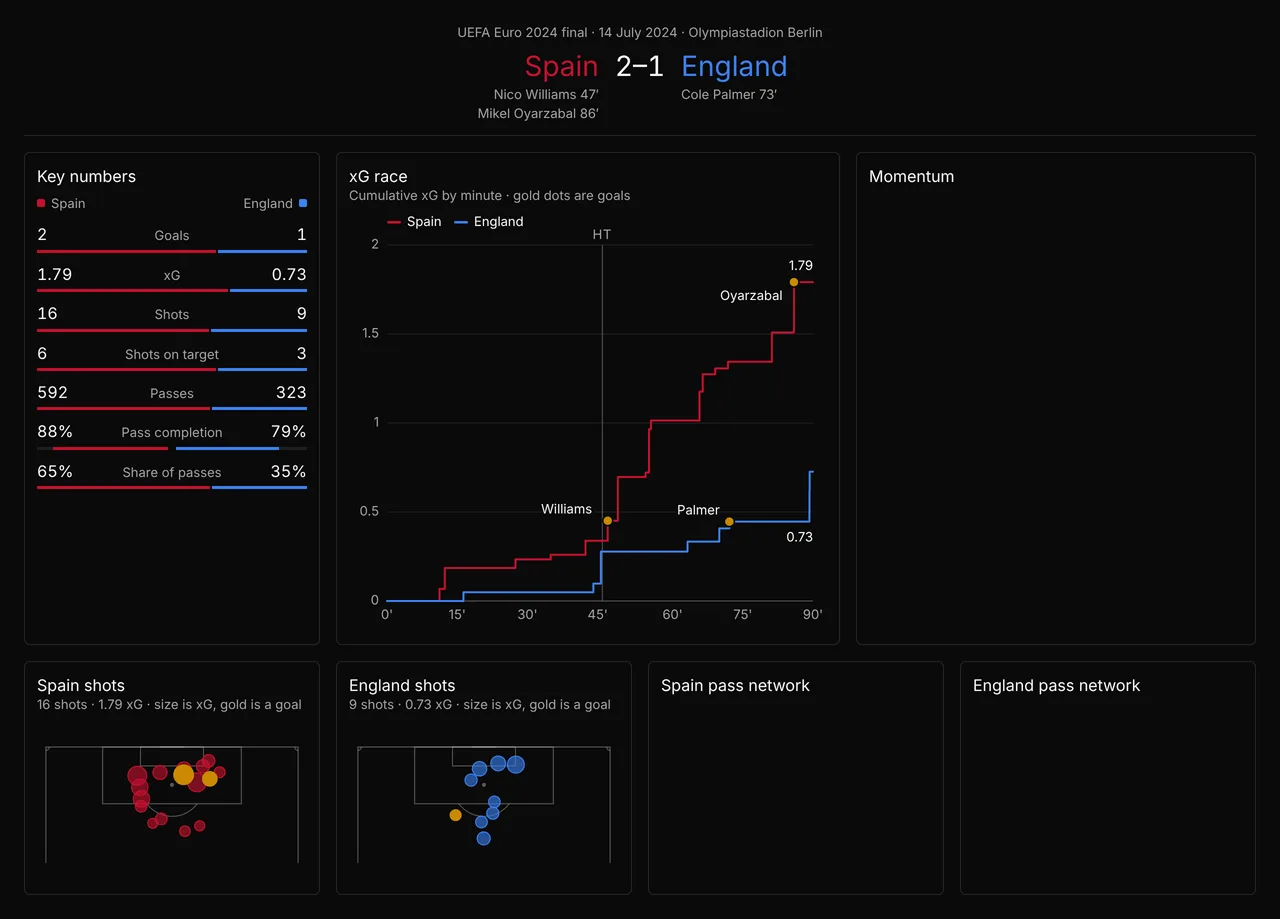 UEFA Euro 2024 final · 14 July 2024 · Olympiastadion Berlin
Spain 2–1 England
Nico Williams 47′ Cole Palmer 73′
Mikel Oyarzabal 86′
Key numbers
Spain England
2 Goals 1
1.79 xG 0.73
16 Shots 9
6 Shots on target 3
592 Passes 323
88% Pass completion 79%
65% Share of passes 35%
xG race
Cumulative xG by minute · gold dots are goals
Spain England
HT
2
1.79
Oyarzabal
1.5
1
0.5
Williams
Palmer
0.73
0
0' 15' 30' 45' 60' 75' 90'
Momentum
Spain shots
16 shots · 1.79 xG · size is xG, gold is a goal
England shots
9 shots · 0.73 xG · size is xG, gold is a goal
Spain pass network
England pass network